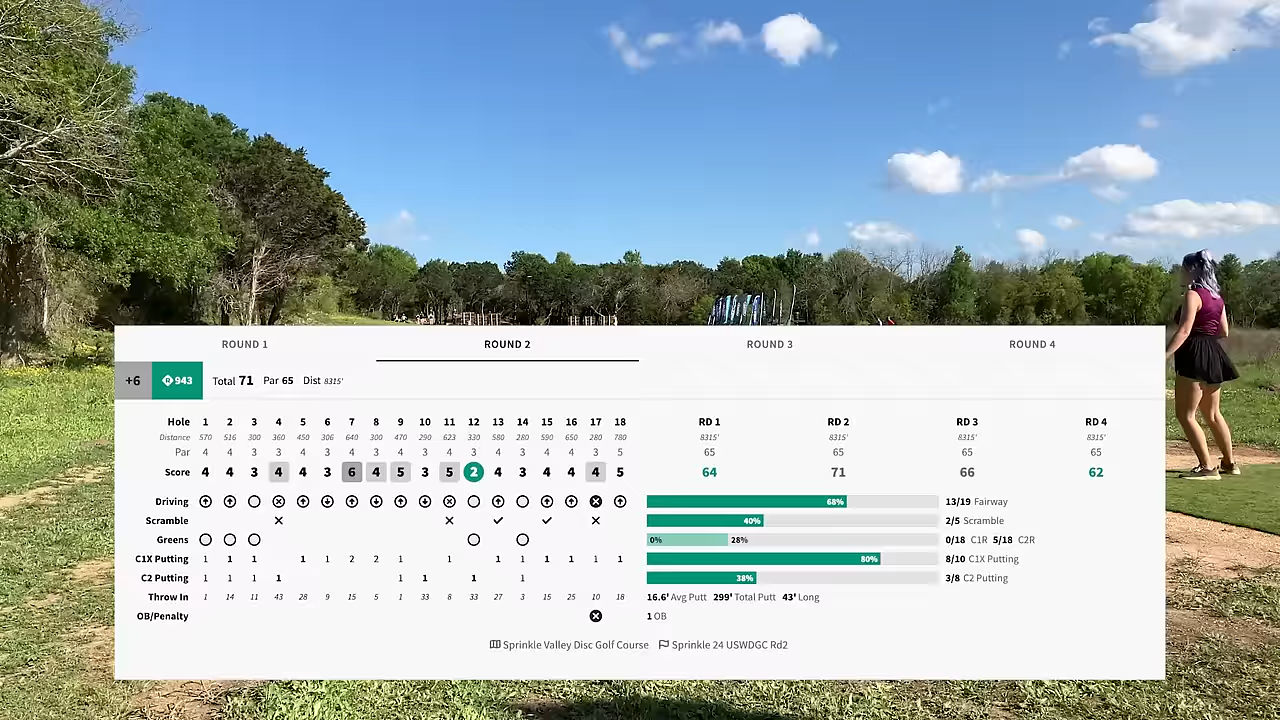 ROUND 1 ROUND 2 ROUND 3 ROUND 4
+6 R 943 Total 71 Par 65 Dist 8315'
Hole 1 2 3 4 5 6 7 8 9 10 11 12 13 14 15 16 17 18 RD 1 RD 2 RD 3 RD 4
Distance 570 516 300 360 450 306 640 300 470 290 623 330 580 280 590 650 280 780 8315' 8315' 8315' 8315'
Par 4 4 3 3 4 3 4 3 4 3 4 3 4 3 4 4 3 5 65 65 65 65
Score 4 4 3 4 4 3 6 4 5 3 5 2 4 3 4 4 4 5 64 71 66 62
Driving 68% 13/19 Fairway
Scramble 40% 2/5 Scramble
Greens 0% 28% 0/18 C1R 5/18 C2R
C1X Putting 1 1 1 1 1 2 2 1 1 1 1 1 1 1 1 80% 8/10 C1X Putting
C2 Putting 1 1 1 1 1 1 1 1 38% 3/8 C2 Putting
Throw In 1 14 11 43 28 9 15 5 1 33 8 33 27 3 15 25 10 18 16.6' Avg Putt 299' Total Putt 43' Long
OB/Penalty 1 OB
Sprinkle Valley Disc Golf Course Sprinkle 24 USWDGC Rd2